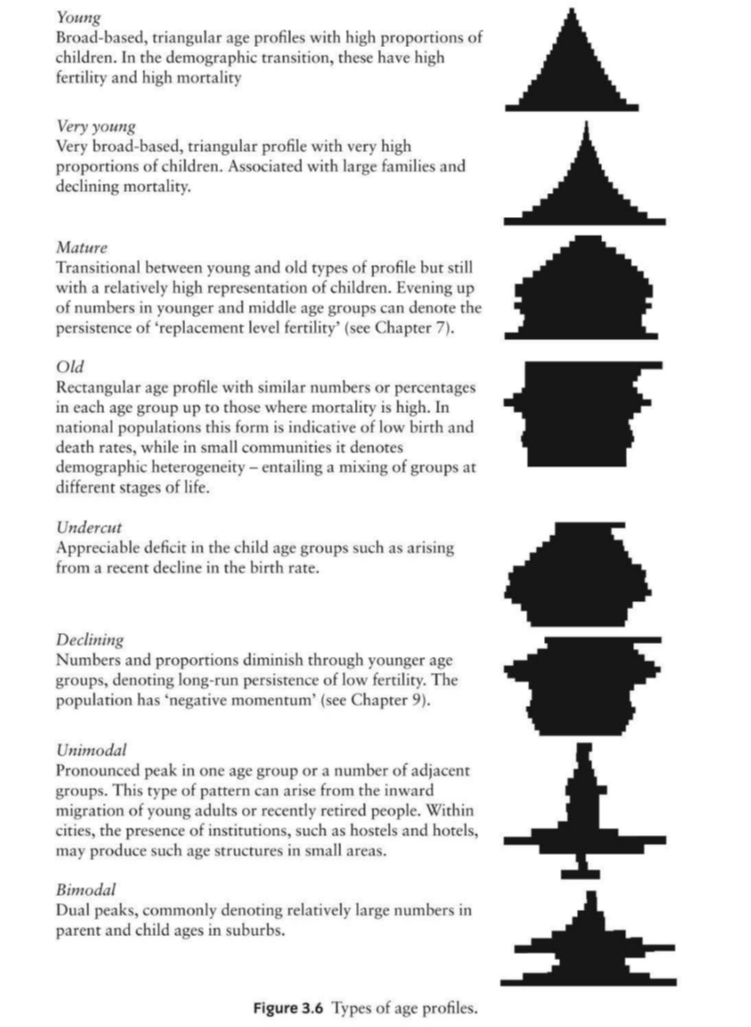 Young
Broad-based, triangular age profiles with high proportions of
children. In the demographic transition, these have high
fertility and high mortality
Very young
Very broad-based, triangular profile with very high
proportions of children. Associated with large families and
declining mortality.
Mature
Transitional between young and old types of profile but still
with a relatively high representation of children. Evening up
of numbers in younger and middle age groups can denote the
persistence of ‘replacement level fertility’ (see Chapter 7).
Old
Rectangular age profile with similar numbers or percentages
in each age group up to those where mortality is high. In
national populations this form is indicative of low birth and
death rates, while in small communities it denotes
demographic heterogeneity – entailing a mixing of groups at
different stages of life.
Undercut
Appreciable deficit in the child age groups such as arising
from a recent decline in the birth rate.
Declining
Numbers and proportions diminish through younger age
groups, denoting long-run persistence of low fertility. The
population has ‘negative momentum’ (see Chapter 9).
Unimodal
Pronounced peak in one age group or a number of adjacent
groups. This type of pattern can arise from the inward
migration of young adults or recently retired people. Within
cities, the presence of institutions, such as hostels and hotels,
may produce such age structures in small areas.
Bimodal
Dual peaks, commonly denoting relatively large numbers in
parent and child ages in suburbs.
Figure 3.6 Types of age profiles.